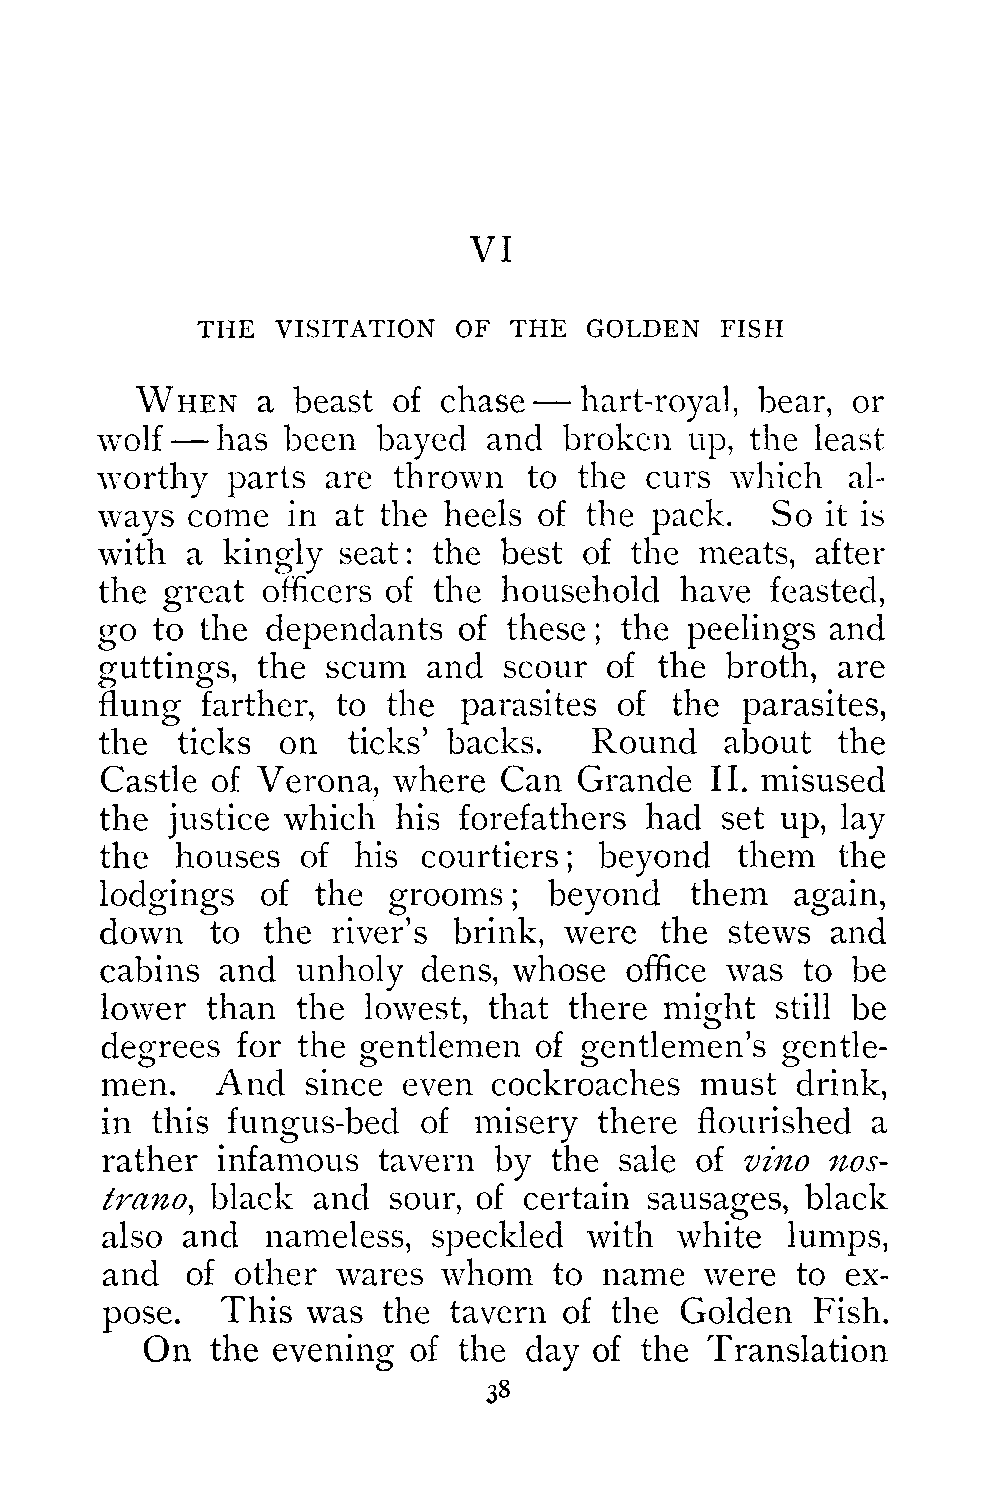 VI
THE VISITATION OF THE GOLDEN FISH
WHEN a beast of chase — hart-royal, bear, or
wolf — has been bayed and broken up, the least
worthy parts are thrown to the curs which al-
ways come in at the heels of the pack. So it is
with a kingly seat: the best of the meats, after
the great officers of the household have feasted,
go to the dependants of these; the peelings and
guttings, the scum and scour of the broth, are
flung farther, to the parasites of the parasites,
the ticks on ticks' backs. Round about the
Castle of Verona, where Can Grande II. misused
the justice which his forefathers had set up, lay
the houses of his courtiers; beyond them the
lodgings of the grooms; beyond them again,
down to the river's brink, were the stews and
cabins and unholy dens, whose office was to be
lower than the lowest, that there might still be
degrees for the gentlemen of gentlemen's gentle-
men. And since even cockroaches must drink,
in this fungus-bed of misery there flourished a
rather infamous tavern by the sale of vino nos-
trano, black and sour, of certain sausages, black
also and nameless, speckled with white lumps,
and of other wares whom to name were to ex-
pose. This was the tavern of the Golden Fish.
On the evening of the day of the Translation
38